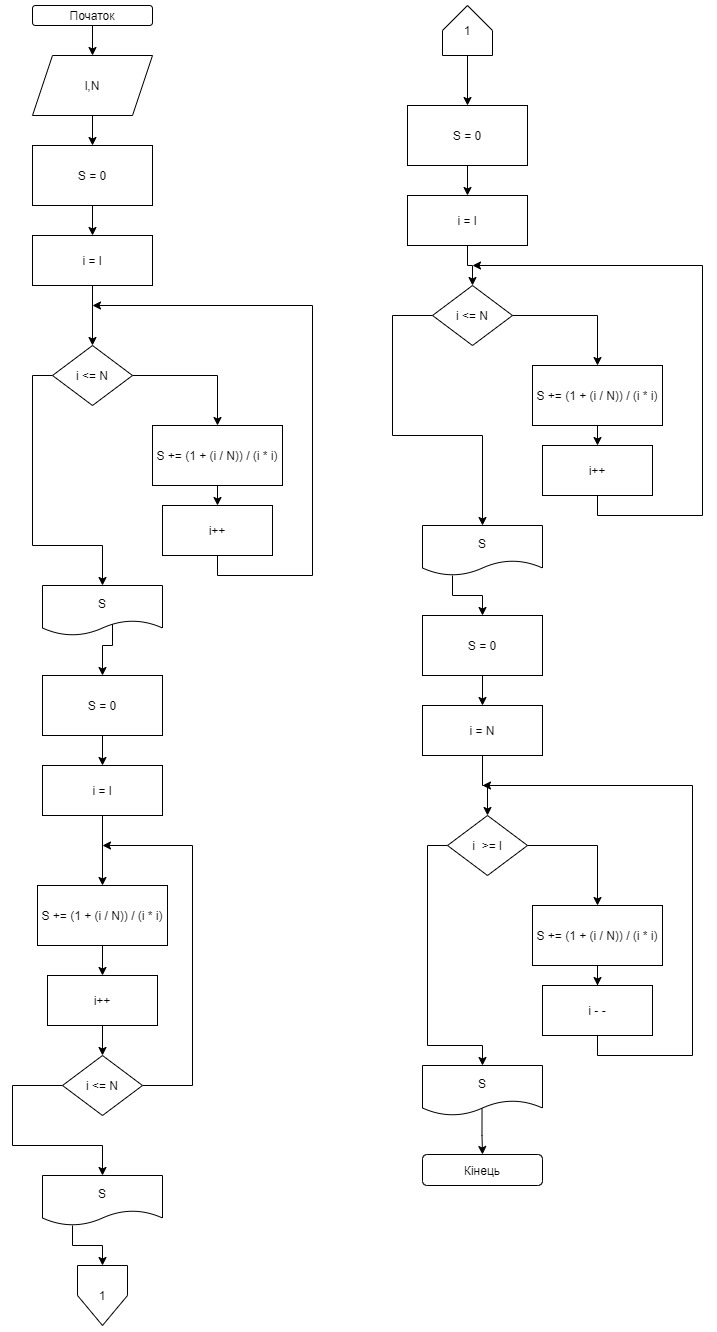 Початок
I,N
S = 0
i = I
i <= N
S += (1 + (i / N)) / (i * i)
i++
S
S = 0
i = I
S += (1 + (i / N)) / (i * i)
i++
i <= N
S
1
1
S = 0
i = I
i <= N
S += (1 + (i / N)) / (i * i)
i++
S
S = 0
i = N
i >= I
S += (1 + (i / N)) / (i * i)
i - -
S
Кінець